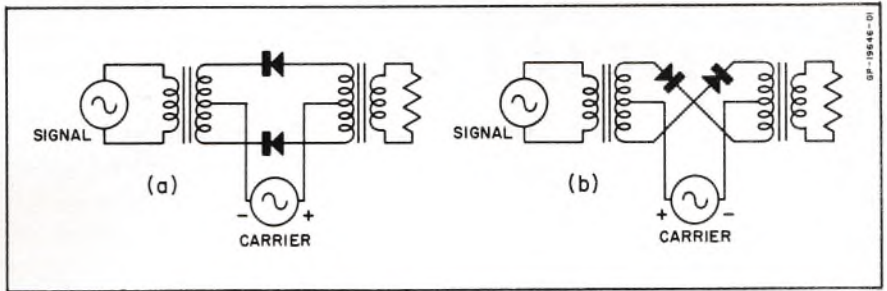 SIGNAL
(a)
- +
CARRIER
SIGNAL
(b)
+ -
CARRIER
GP-19646-01